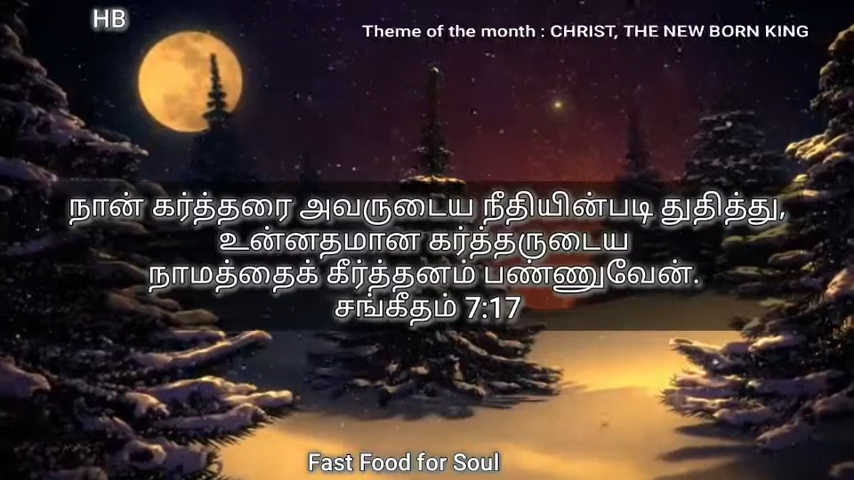 HB
Theme of the month : CHRIST, THE NEW BORN KING
நான் கர்த்தரை அவருடைய நீதியின்படி துதித்து,
உன்னதமான கர்த்தருடைய
நாமத்தைக் கீர்த்தனம் பண்ணுவேன்.
சங்கீதம் 7:17
Fast Food for Soul